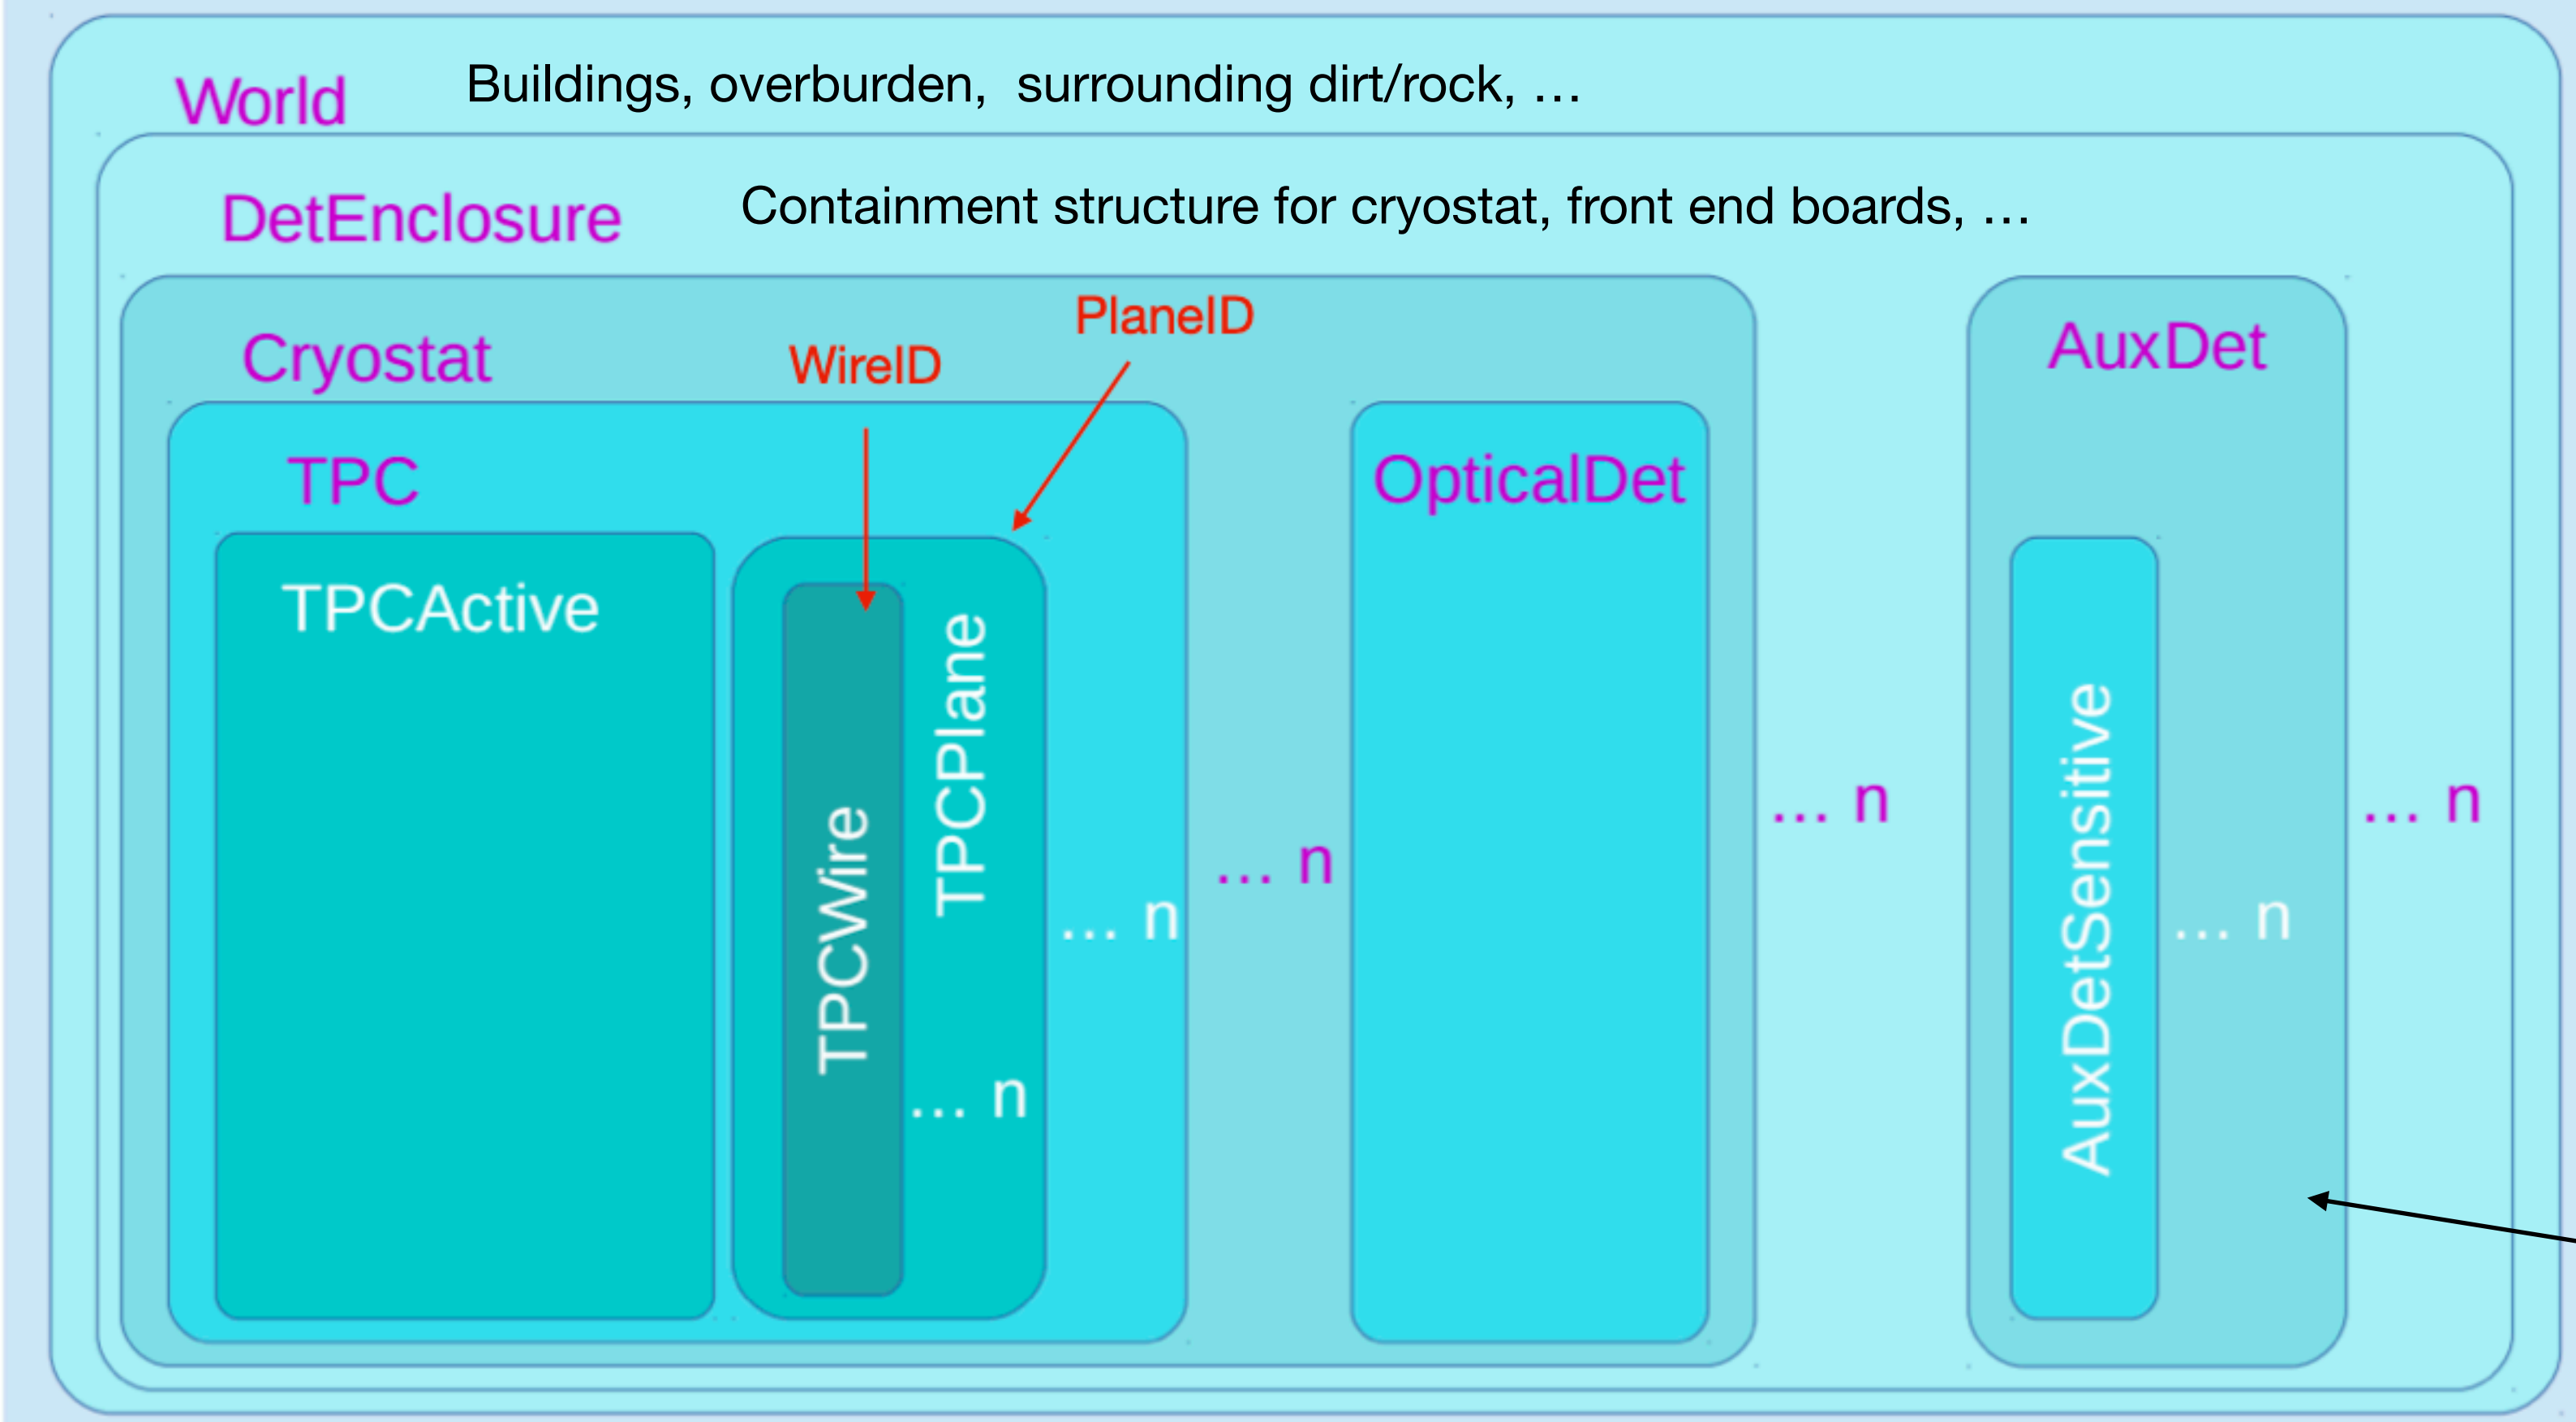 World
Buildings, overburden, surrounding dirt/rock, …
DetEnclosure
Containment structure for cryostat, front end boards, …
Cryostat
WireID
PlaneID
AuxDet
TPC
OpticalDet
TPCActive
TPCWire
TPCPlane
... n
... n
... n
... n
AuxDetSensitive
... n
... n